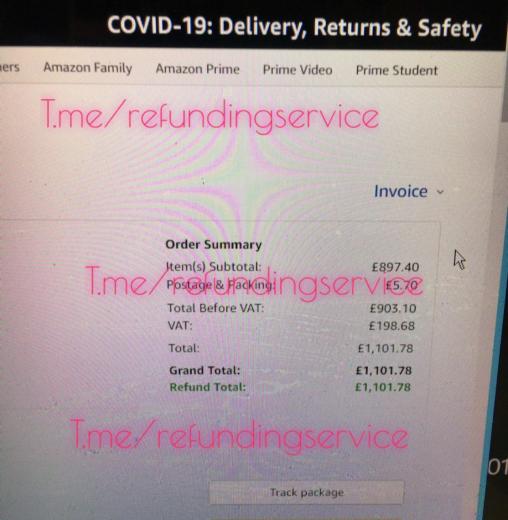 COVID-19: Delivery, Returns & Safety
ers Amazon Family Amazon Prime Prime Video Prime Student
T.me/refundingservice
Invoice
Order Summary
Item(s) Subtotal: £897.40
T.me/refundingservice
Postage & Packing: £5.70
Total Before VAT: £903.10
VAT: £198.68
Total: £1,101.78
Grand Total: £1,101.78
Refund Total: £1,101.78
T.me/refundingservice
01
Track package